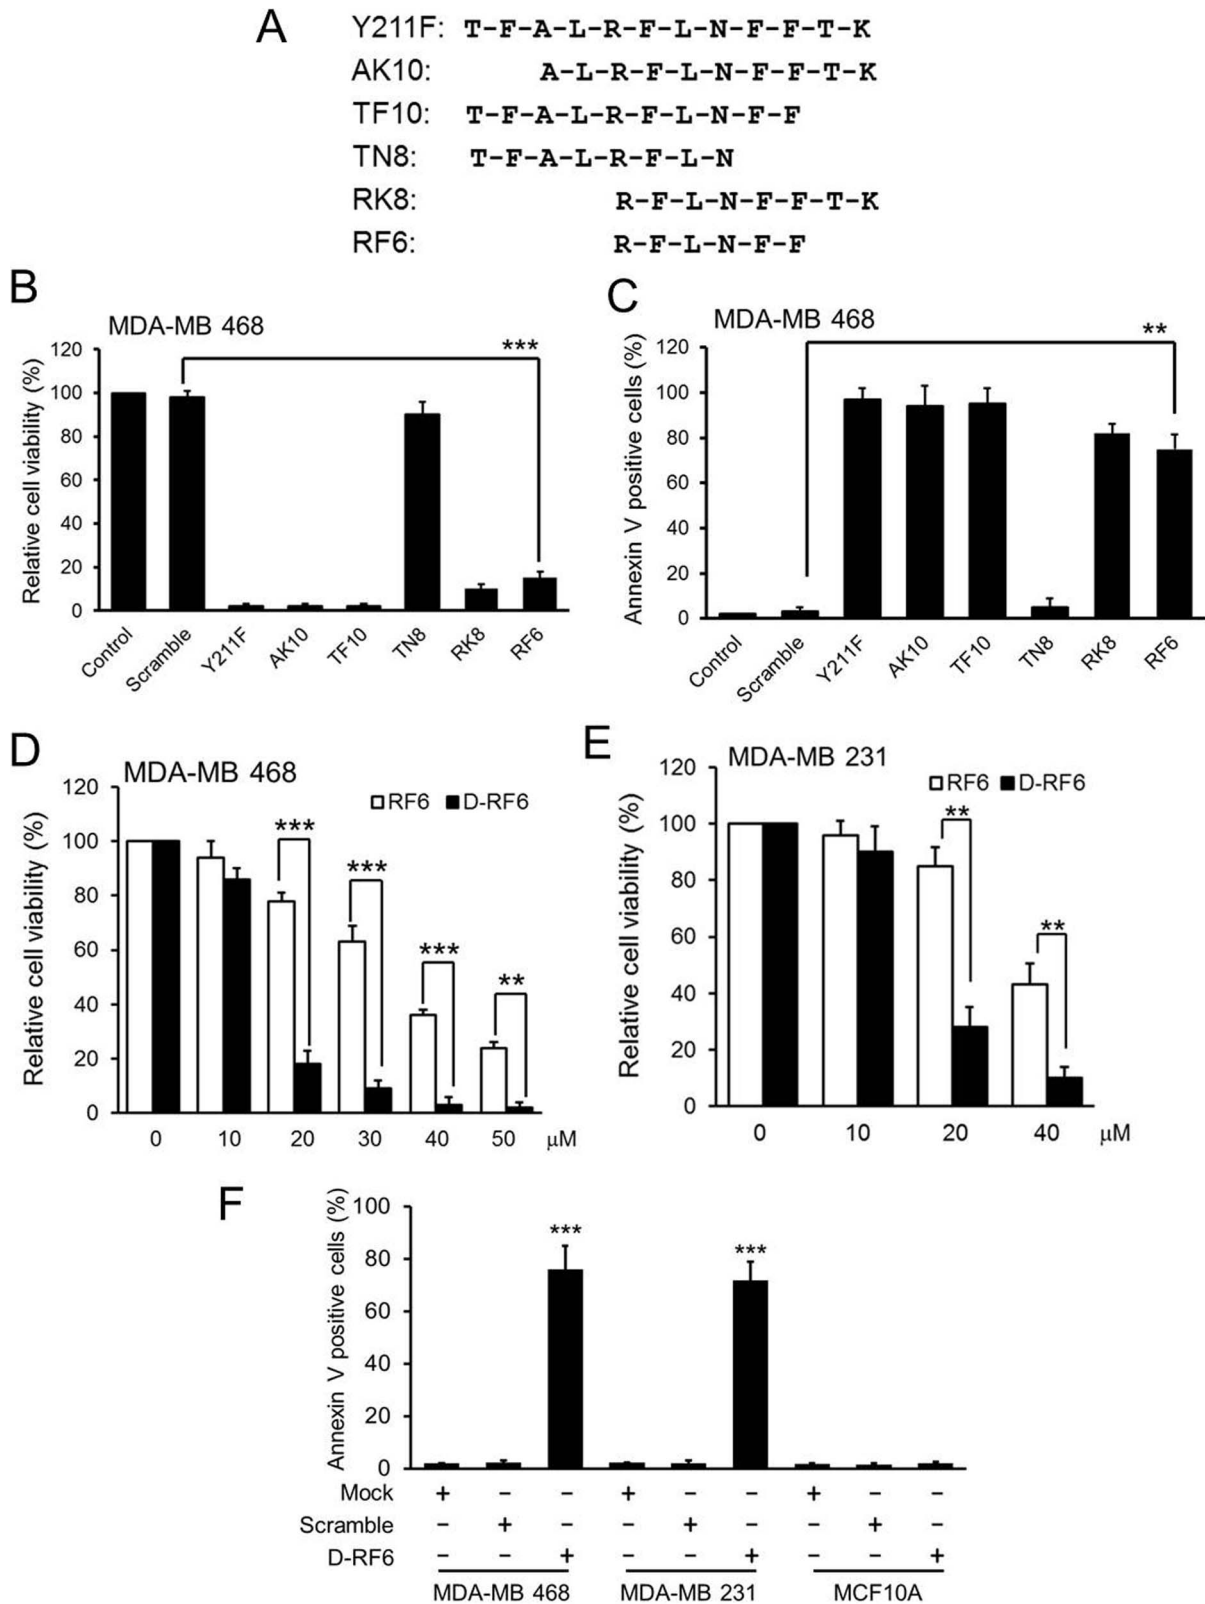 A
Y211F: T-F-A-L-R-F-L-N-F-F-T-K
AK10: A-L-R-F-L-N-F-F-T-K
TF10: T-F-A-L-R-F-L-N-F-F
TN8: T-F-A-L-R-F-L-N
RK8: R-F-L-N-F-F-T-K
RF6: R-F-L-N-F-F
B
MDA-MB 468
Relative cell viability (%)
120
100
80
60
40
20
0
***
Control
Scramble
Y211F
AK10
TF10
TN8
RK8
RF6
C
MDA-MB 468
Annexin V positive cells (%)
120
100
80
60
40
20
0
**
Control
Scramble
Y211F
AK10
TF10
TN8
RK8
RF6
D
MDA-MB 468
Relative cell viability (%)
120
100
80
60
40
20
0
RF6 D-RF6
***
***
***
**
0 10 20 30 40 50 μM
E
MDA-MB 231
Relative cell viability (%)
120
100
80
60
40
20
0
RF6 D-RF6
**
**
0 10 20 40 μM
F
Annexin V positive cells (%)
100
80
60
40
20
0
***
***
Mock + – – + – – + – –
Scramble – + – – + – – + –
D-RF6 – – + – – + – – +
MDA-MB 468 MDA-MB 231 MCF10A